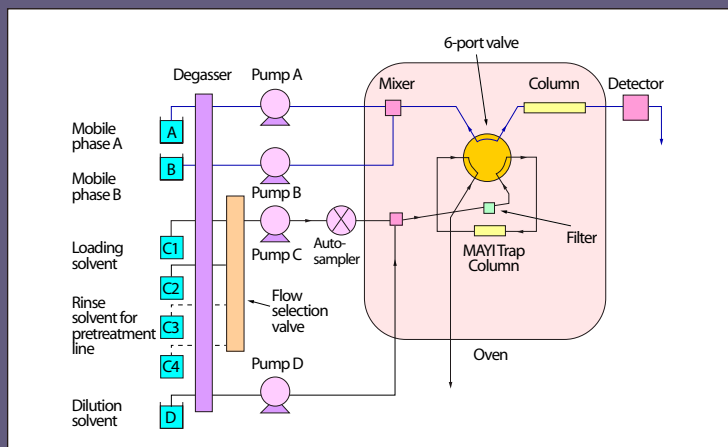 6-port valve
Degasser
Pump A
Mixer
Column
Detector
Mobile
phase A
A
B
Mobile
phase B
Pump B
Pump C
Auto-
sampler
Loading
solvent
C1
C2
MAYI Trap
Column
Filter
Rinse
solvent for
pretreatment
line
C3
C4
Flow
selection
valve
Oven
Pump D
Dilution
solvent
D